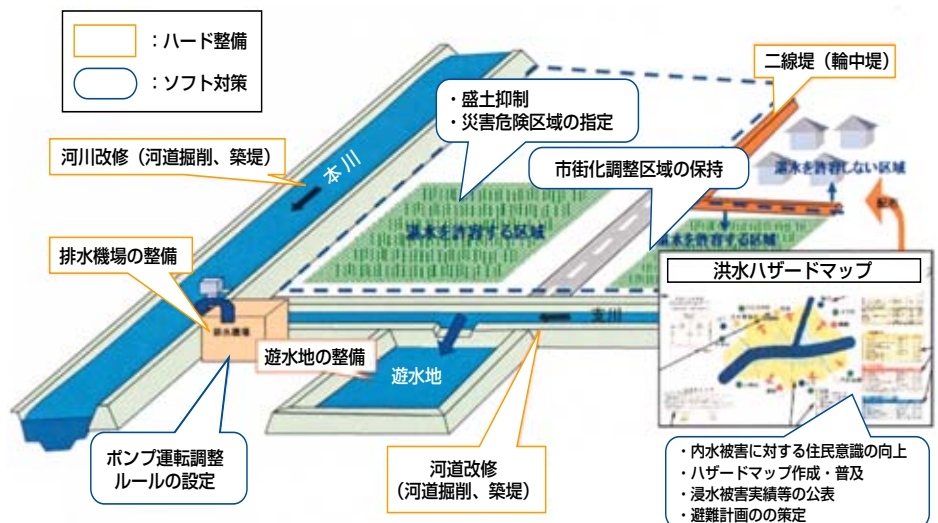 ：ハード整備
：ソフト対策
二線堤（輪中堤）
・盛土抑制
・災害危険区域の指定
河川改修（河道掘削、築堤）
本川
市街化調整区域の保持
湛水を許容しない区域
配布
湛水を許容する区域
湛水を許容する区域
排水機場の整備
洪水ハザードマップ
排水機場
支川
遊水地の整備
遊水地
ポンプ運転調整
ルールの設定
河道改修
（河道掘削、築堤）
・内水被害に対する住民意識の向上
・ハザードマップ作成・普及
・浸水被害実績等の公表
・避難計画のの策定